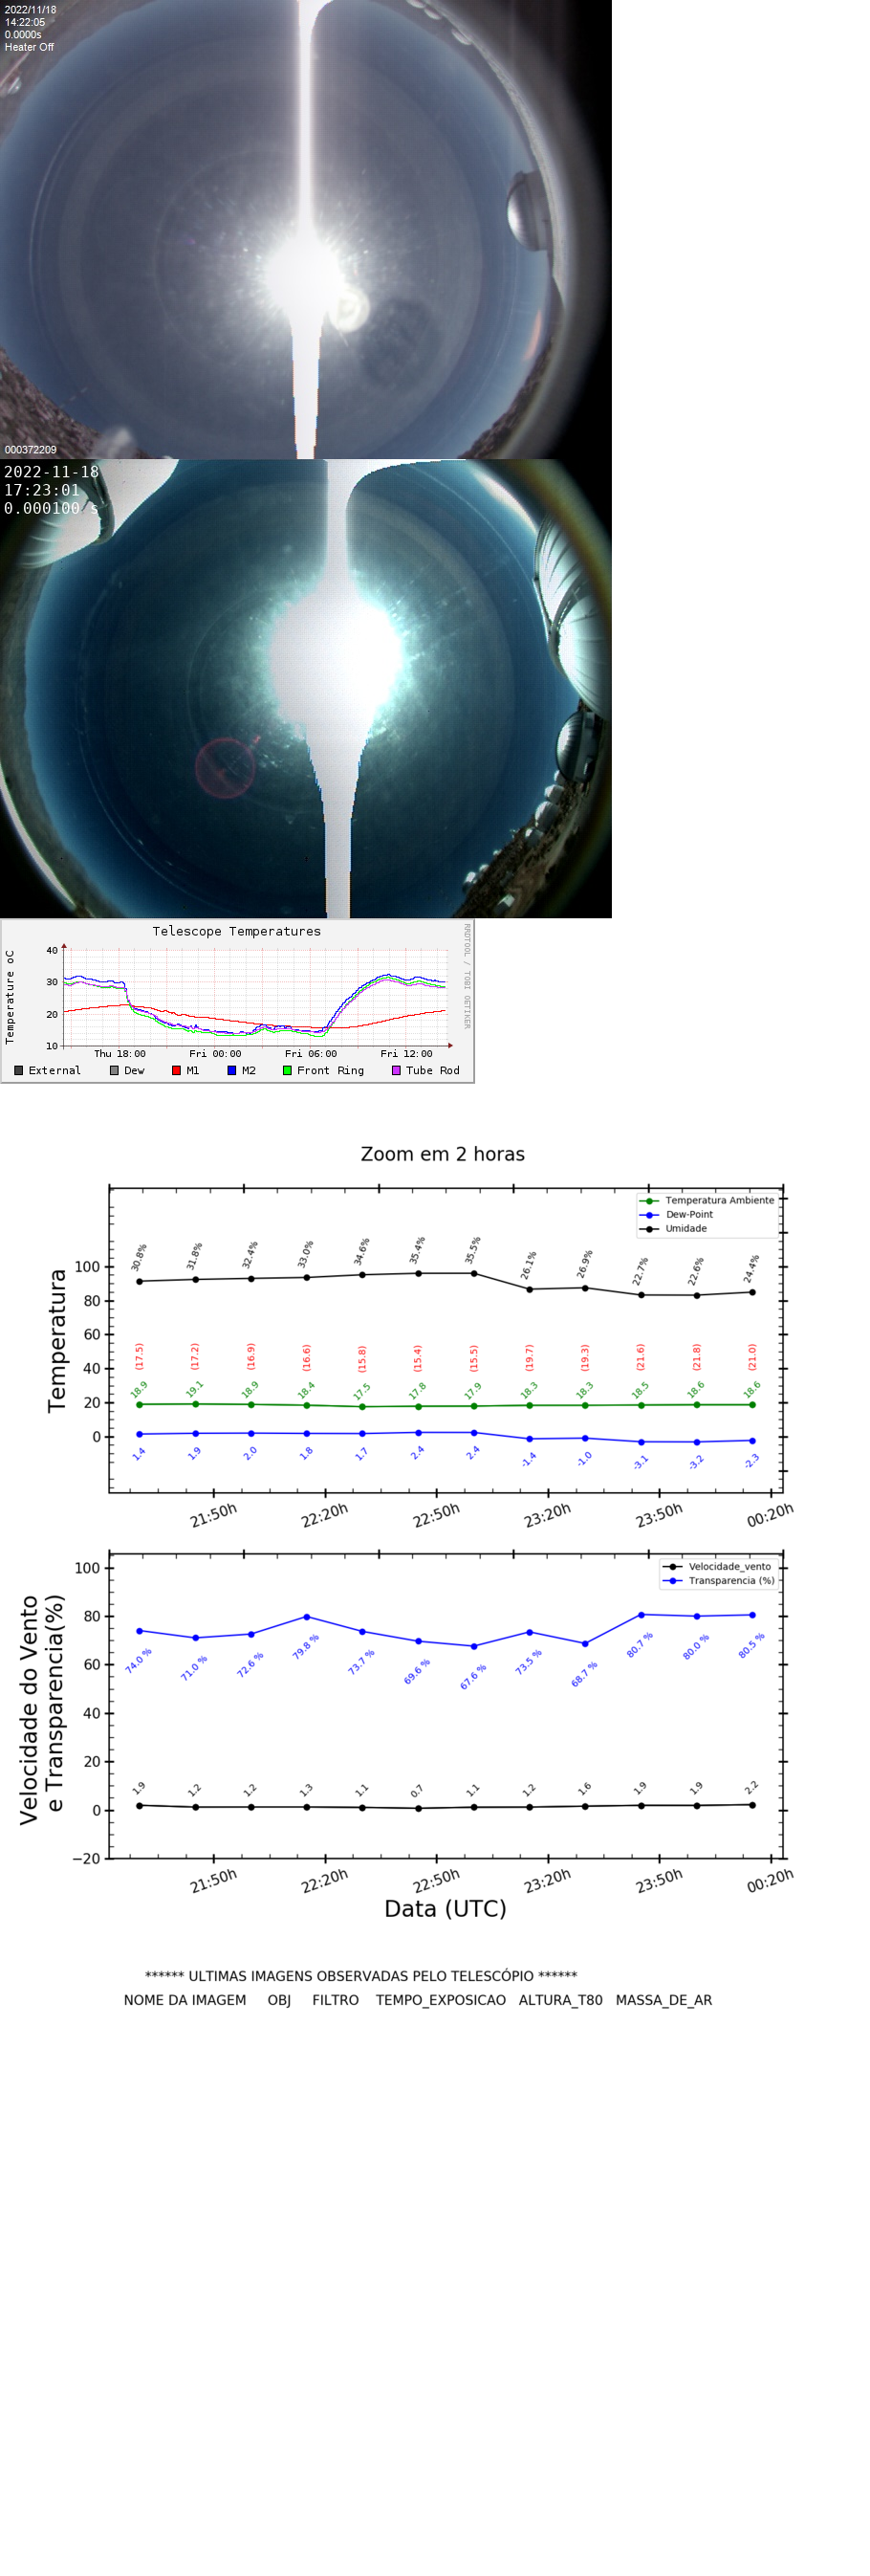 2022/11/18
14:22:05
0.0000s
Heater Off
000372209
2022-11-18
17:23:01
0.000100 s
Telescope Temperatures
RRDTOOL / TOBI OETIKER
Temperature oC
40
30
20
10
Thu 18:00 Fri 00:00 Fri 06:00 Fri 12:00
External Dew M1 M2 Front Ring Tube Rod
Zoom em 2 horas
Temperatura Ambiente
Dew-Point
Umidade
Temperatura
100
80
60
40
20
0
30.8% 31.8% 32.4% 33.0% 34.6% 35.4% 35.5% 26.1% 26.9% 22.7% 22.6% 24.4%
(17.5) (17.2) (16.9) (16.6) (15.8) (15.4) (15.5) (19.7) (19.3) (21.6) (21.8) (21.0)
18.9 19.1 18.9 18.4 17.5 17.8 17.9 18.3 18.3 18.5 18.6 18.6
1.4 1.9 2.0 1.8 1.7 2.4 2.4 -1.4 -1.0 -3.1 -3.2 -2.3
21:50h 22:20h 22:50h 23:20h 23:50h 00:20h
Velocidade_vento
Transparencia (%)
Velocidade do Vento
e Transparencia(%)
100
80
60
40
20
0
−20
74.0 % 71.0 % 72.6 % 79.8 % 73.7 % 69.6 % 67.6 % 73.5 % 68.7 % 80.7 % 80.0 % 80.5 %
1.9 1.2 1.2 1.3 1.1 0.7 1.1 1.2 1.6 1.9 1.9 2.2
21:50h 22:20h 22:50h 23:20h 23:50h 00:20h
Data (UTC)
****** ULTIMAS IMAGENS OBSERVADAS PELO TELESCÓPIO ******
NOME DA IMAGEM OBJ FILTRO TEMPO_EXPOSICAO ALTURA_T80 MASSA_DE_AR